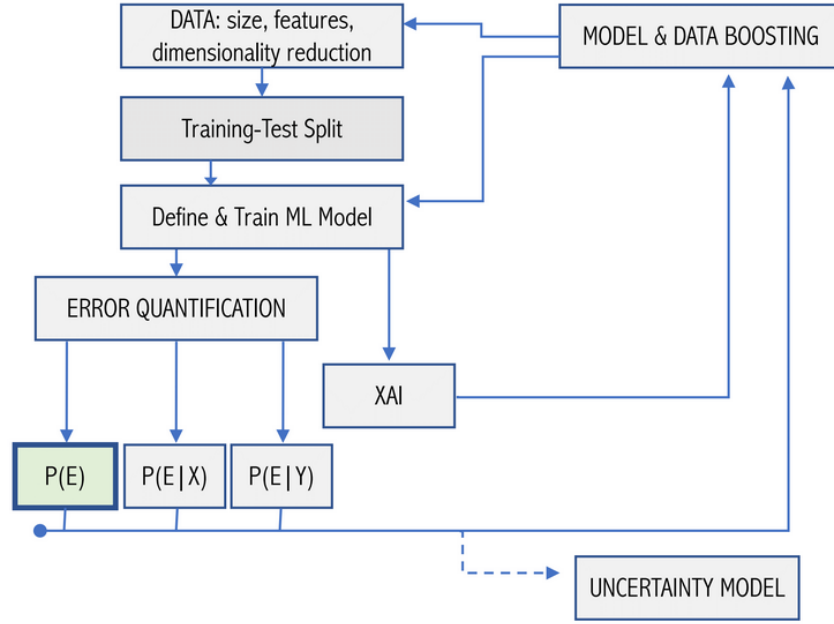 DATA: size, features,
dimensionality reduction
MODEL & DATA BOOSTING
Training-Test Split
Define & Train ML Model
ERROR QUANTIFICATION
XAI
P(E)
P(E|X)
P(E|Y)
UNCERTAINTY MODEL